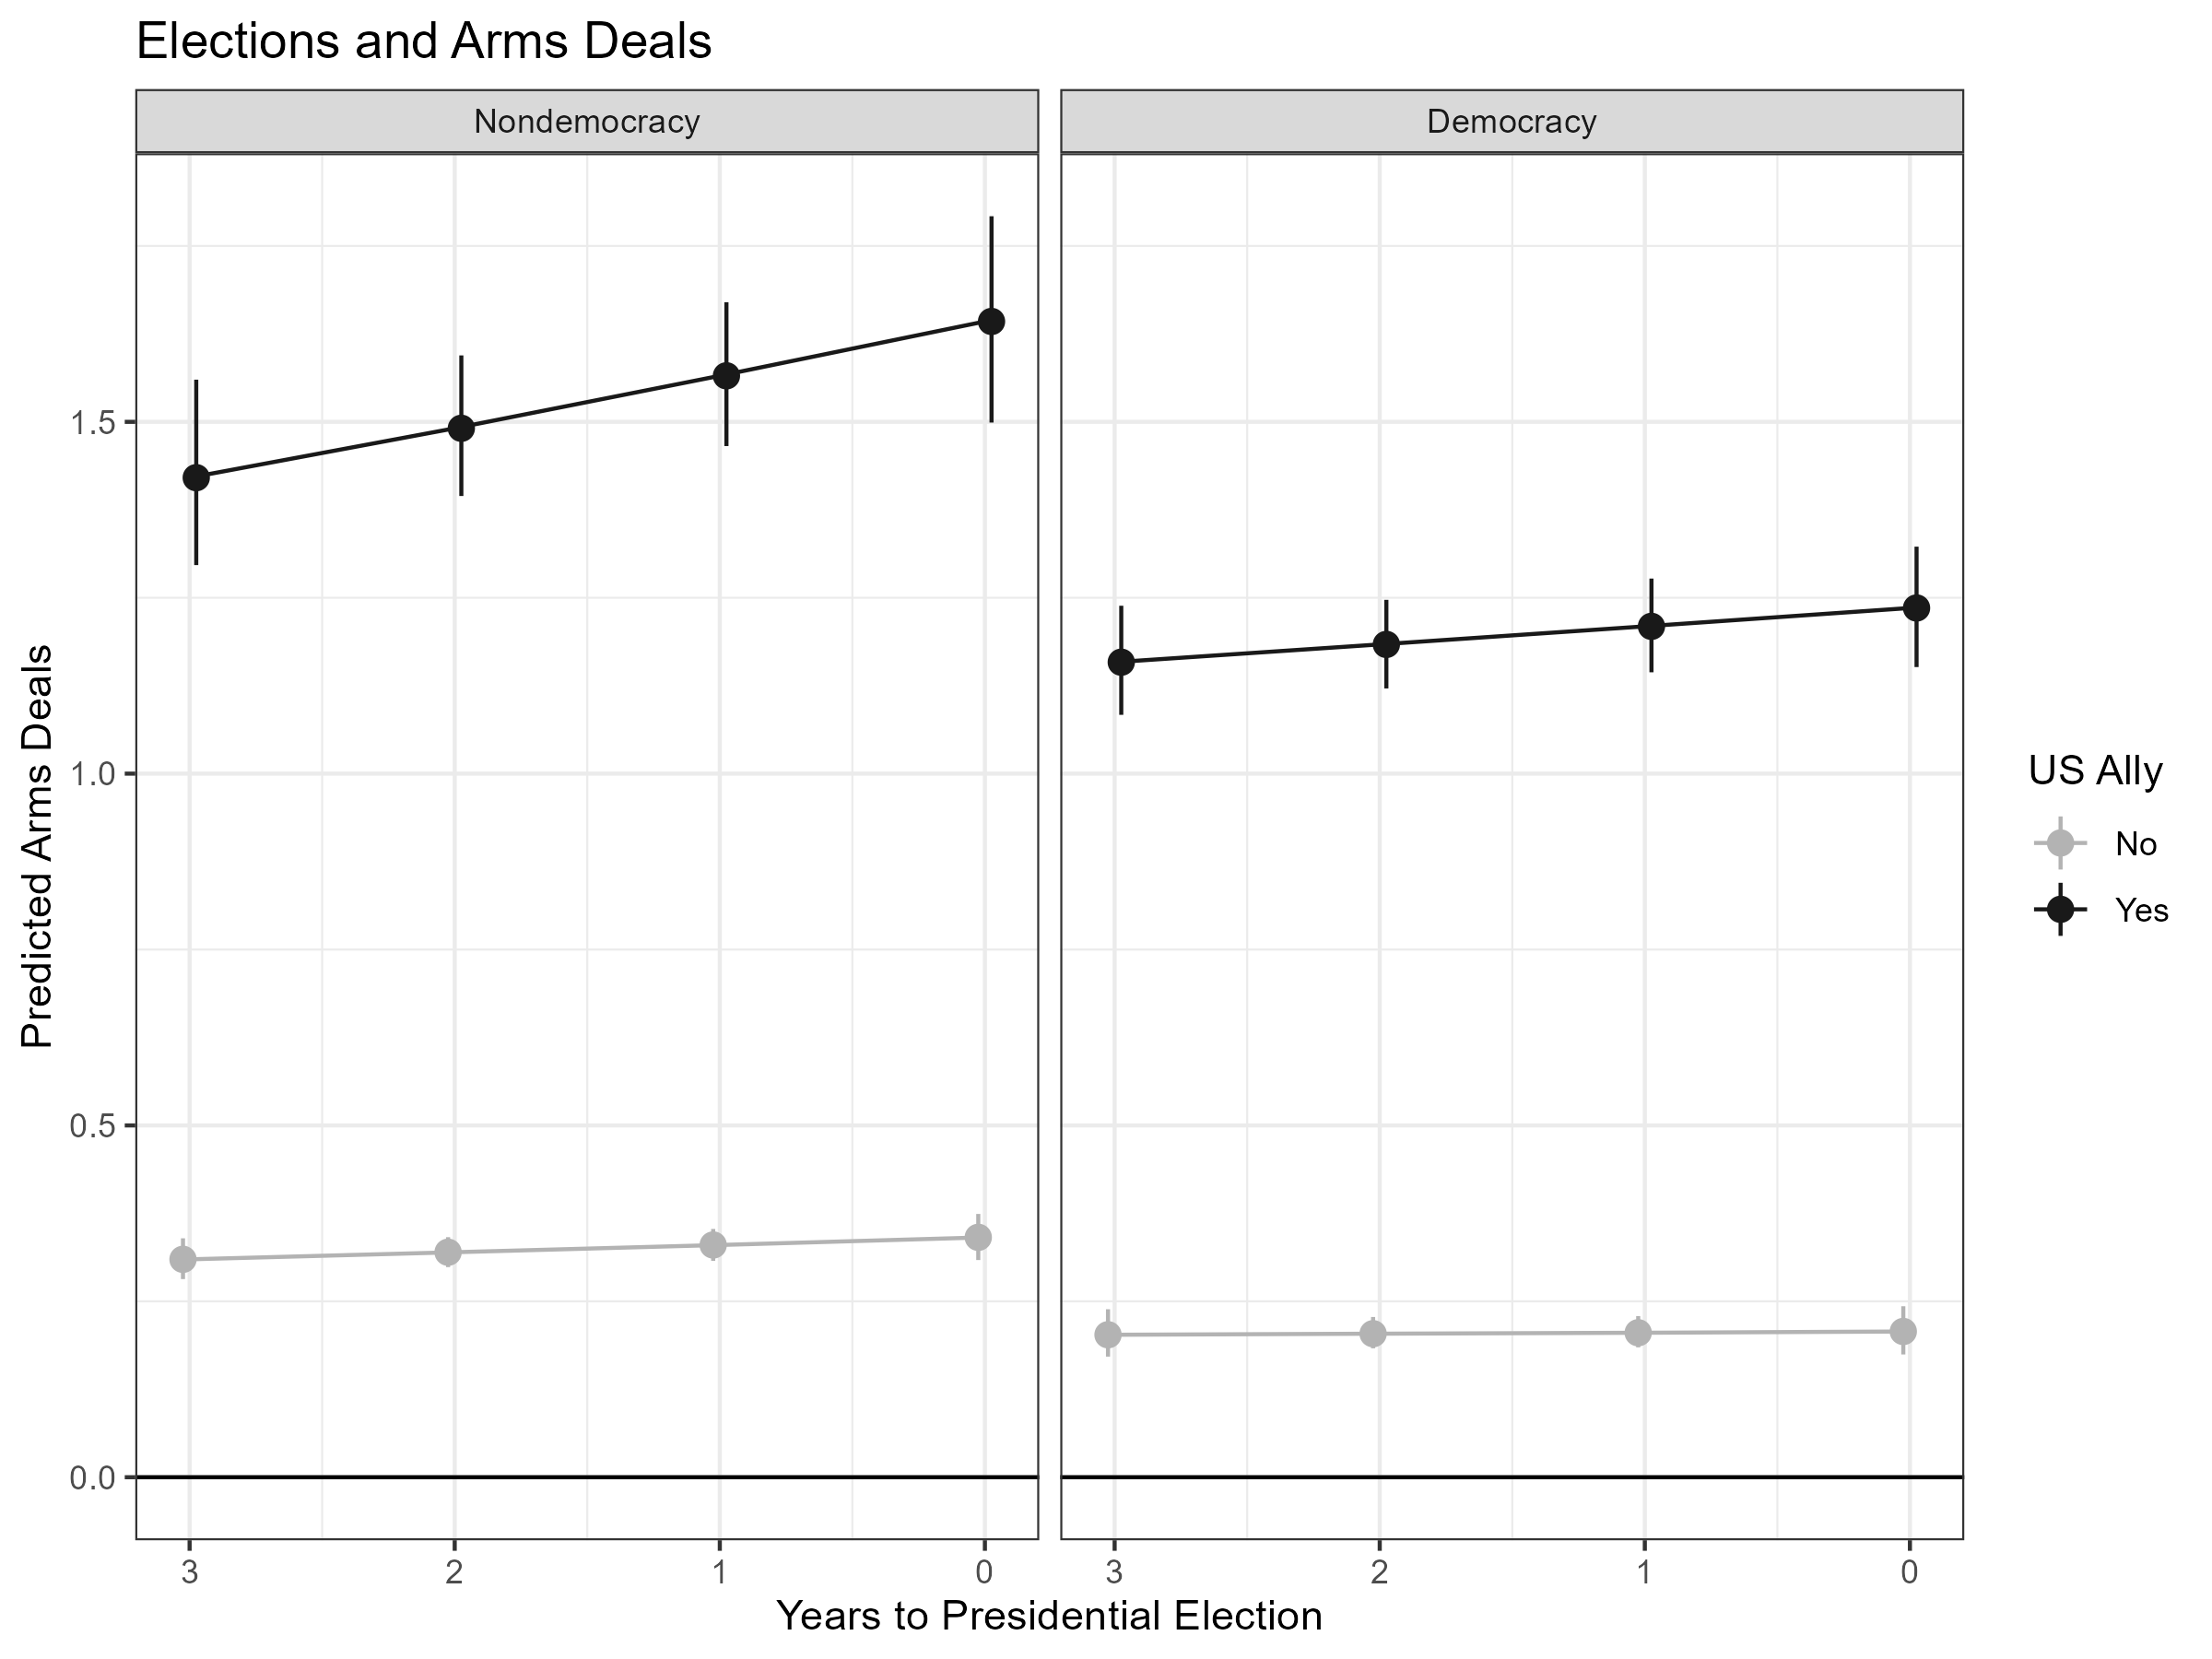 Elections and Arms Deals
Nondemocracy
Democracy
Predicted Arms Deals
1.5
1.0
0.5
0.0
3 2 1 0
3 2 1 0
Years to Presidential Election
US Ally
No
Yes